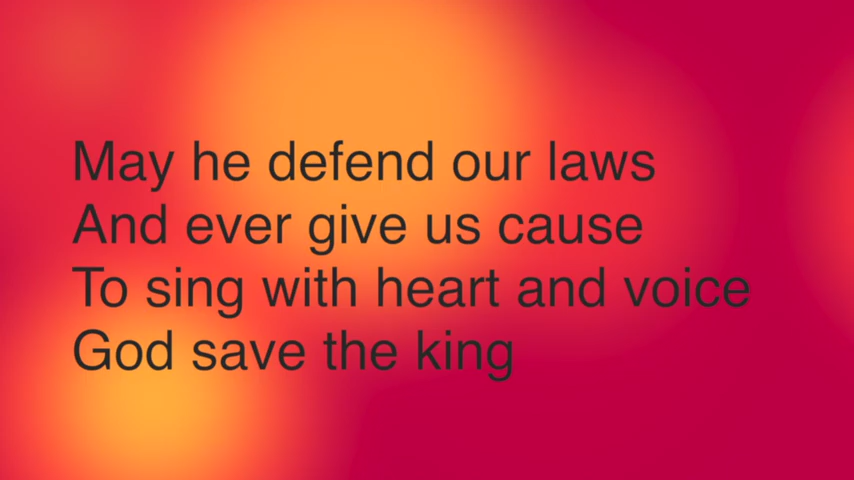 May he defend our laws
And ever give us cause
To sing with heart and voice
God save the king